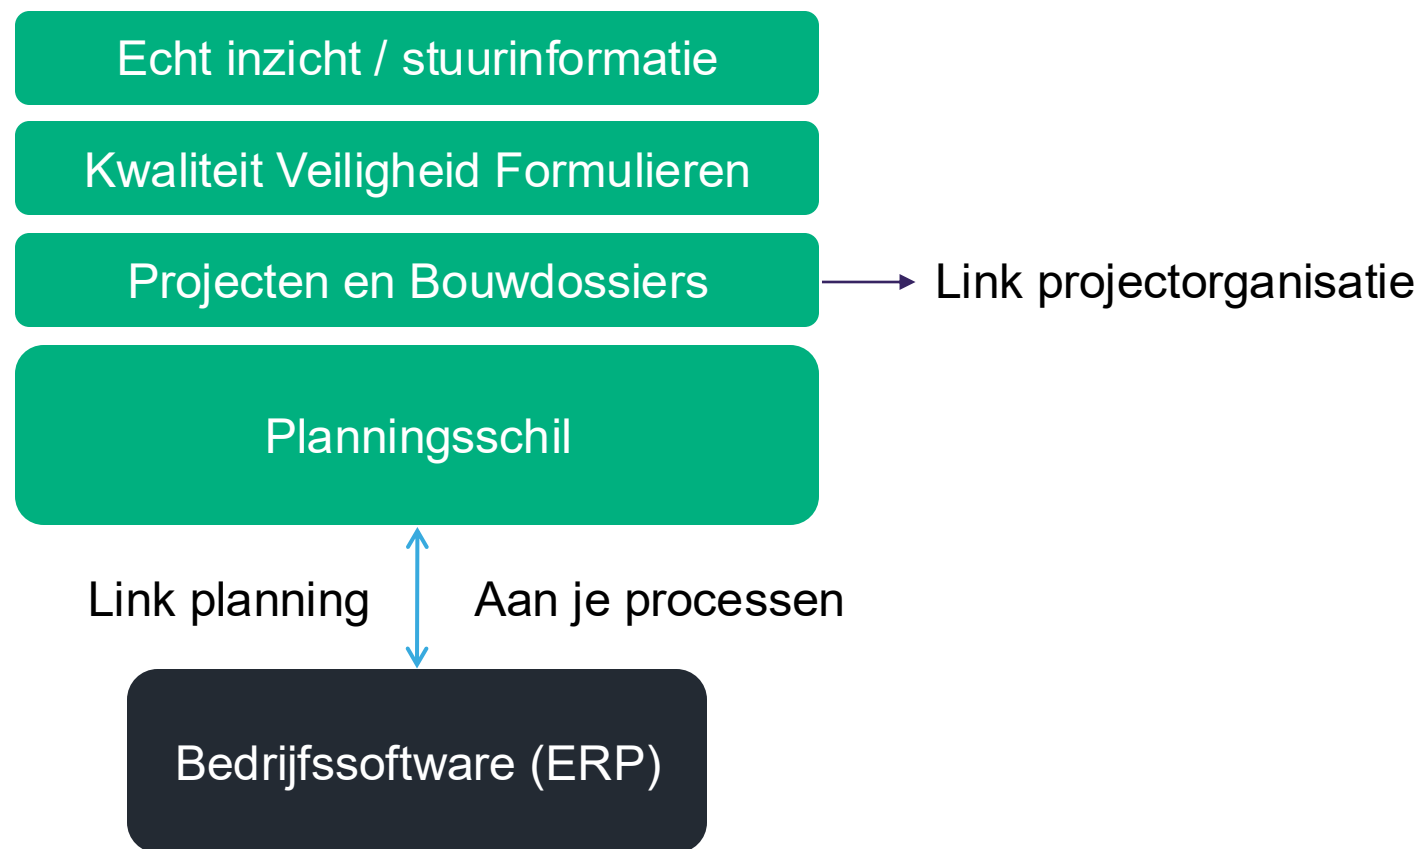 Echt inzicht / stuurinformatie
Kwaliteit Veiligheid Formulieren
Projecten en Bouwdossiers
Link projectorganisatie
Planningsschil
Link planning
Aan je processen
Bedrijfssoftware (ERP)